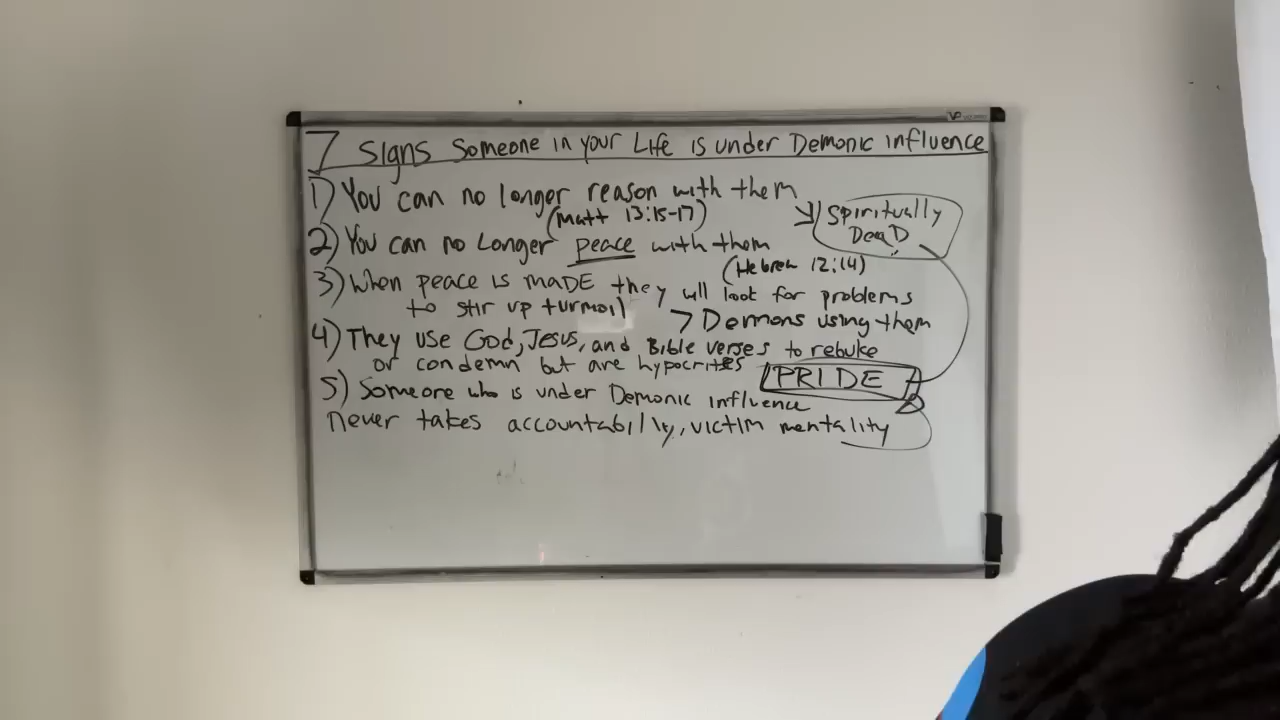 7 Signs Someone in your Life is under Demonic influence
1) You can no longer reason with them
(Matt 13:15-17)
Spiritually
DeaD
2) You can no Longer peace with them
(Hebrew 12:14)
3) When peace is maDE they will look for problems
to stir up turmoil
> Demons using them
4) They use God, Jesus, and Bible verses to rebuke
or condemn but are hypocrites
PRIDE
5) Someone who is under Demonic influence
Never takes accountability, victim mentality